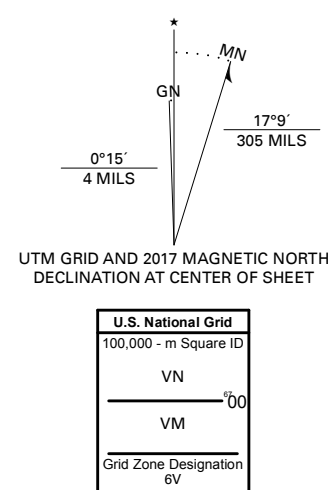 ★
MN
GN
17°9´
305 MILS
0°15´
4 MILS
UTM GRID AND 2017 MAGNETIC NORTH
DECLINATION AT CENTER OF SHEET
U.S. National Grid
100,000 - m Square ID
VN
⁶⁷00
VM
Grid Zone Designation
6V